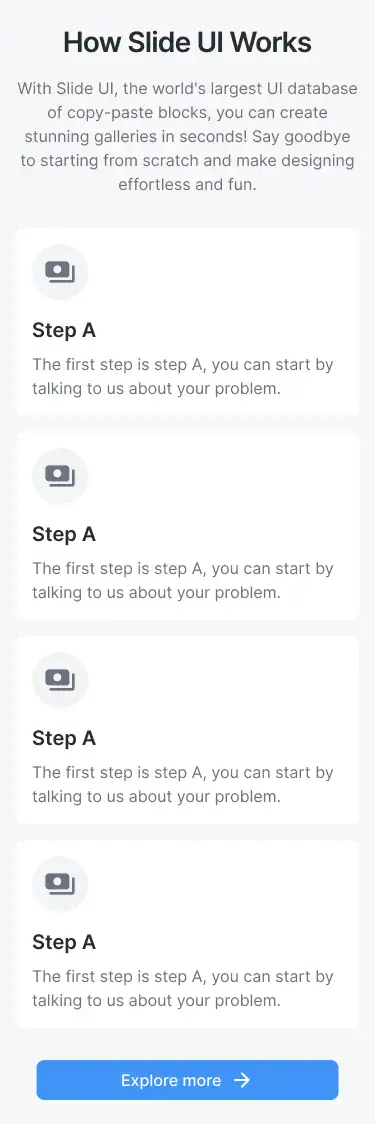 How Slide UI Works
With Slide UI, the world's largest UI database
of copy-paste blocks, you can create
stunning galleries in seconds! Say goodbye
to starting from scratch and make designing
effortless and fun.
Step A
The first step is step A, you can start by
talking to us about your problem.
Step A
The first step is step A, you can start by
talking to us about your problem.
Step A
The first step is step A, you can start by
talking to us about your problem.
Step A
The first step is step A, you can start by
talking to us about your problem.
Explore more